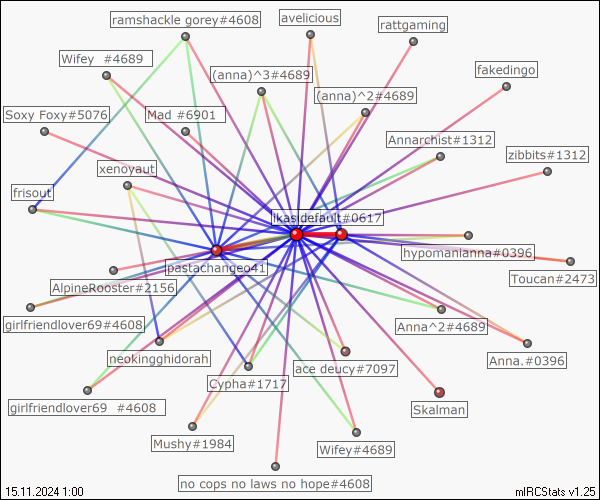 ramshackle gorey#4608
avelicious
rattgaming
Wifey  #4689
(anna)^3#4689
fakedingo
(anna)^2#4689
Soxy Foxy#5076
Mad #6901
Annarchist#1312
zibbits#1312
xenoyaut
frisout
default#0617
hypomanianna#0396
pastachangeo41
Toucan#2473
AlpineRooster#2156
girlfriendlover69#4608
Anna^2#4689
neokingghidorah
Anna.#0396
ace deucy#7097
Cypha#1717
girlfriendlover69  #4608
Skalman
Mushy#1984
Wifey#4689
no cops no laws no hope#4608
15.11.2024 1:00
mIRCStats v1.25